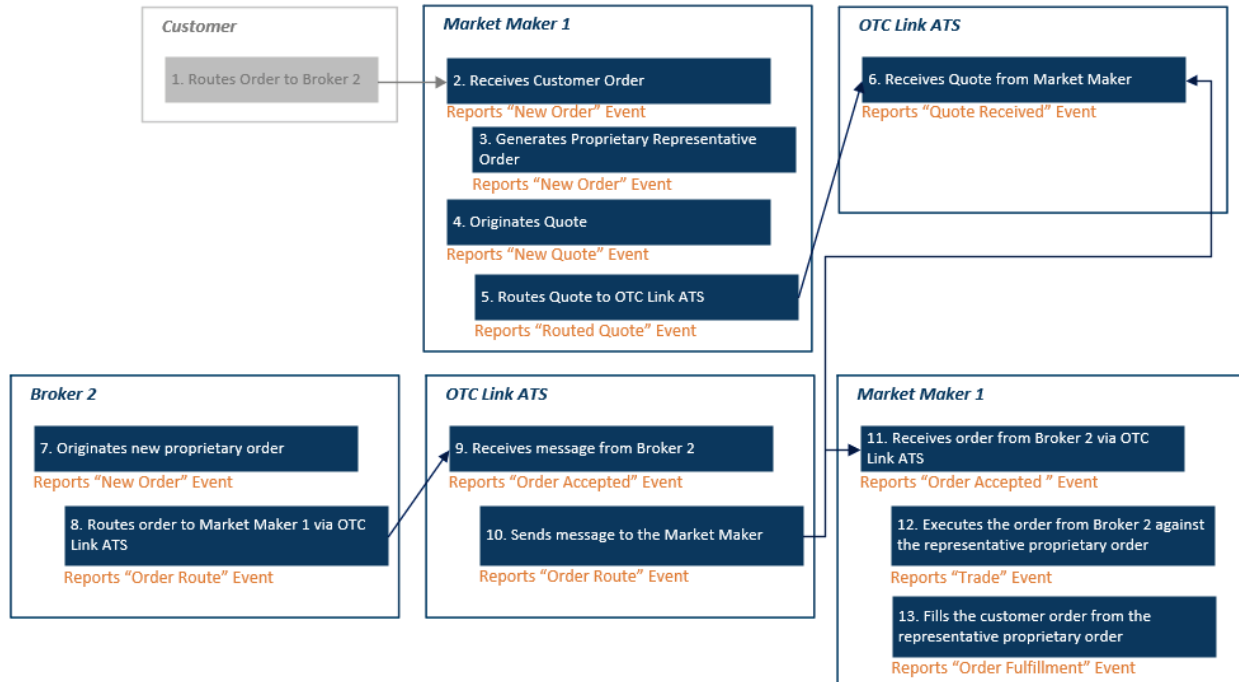 Customer
1. Routes Order to Broker 2
Market Maker 1
2. Receives Customer Order
Reports “New Order” Event
3. Generates Proprietary Representative
Order
Reports “New Order” Event
4. Originates Quote
Reports “New Quote” Event
5. Routes Quote to OTC Link ATS
Reports “Routed Quote” Event
OTC Link ATS
6. Receives Quote from Market Maker
Reports “Quote Received” Event
Broker 2
7. Originates new proprietary order
Reports “New Order” Event
8. Routes order to Market Maker 1 via OTC
Link ATS
Reports “Order Route” Event
OTC Link ATS
9. Receives message from Broker 2
Reports “Order Accepted” Event
10. Sends message to the Market Maker
Reports “Order Route” Event
Market Maker 1
11. Receives order from Broker 2 via OTC
Link ATS
Reports “Order Accepted ” Event
12. Executes the order from Broker 2 against
the representative proprietary order
Reports “Trade” Event
13. Fills the customer order from the
representative proprietary order
Reports “Order Fulfillment” Event